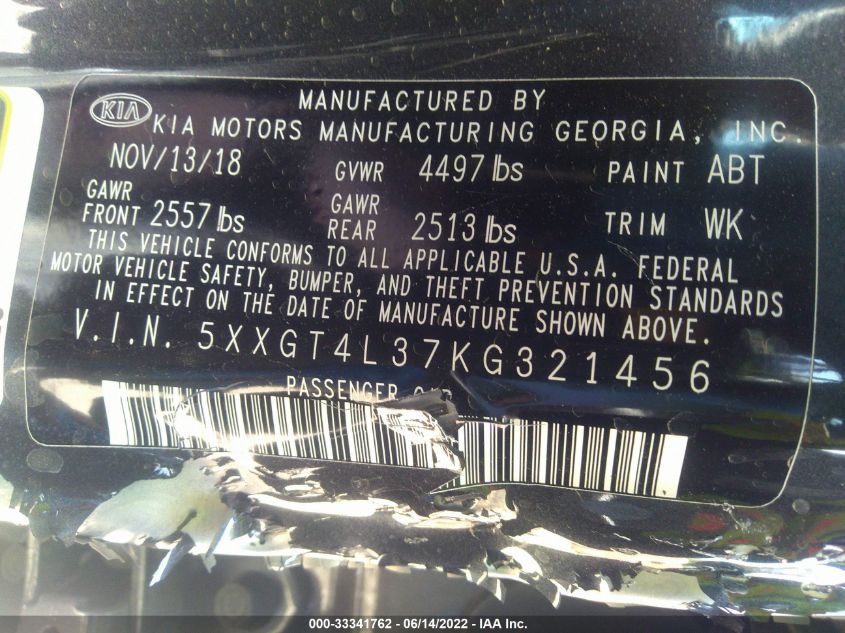 KIA
MANUFACTURED BY
KIA MOTORS MANUFACTURING GEORGIA, INC.
NOV/13/18 GVWR 4497 lbs PAINT ABT
GAWR FRONT 2557 lbs GAWR REAR 2513 lbs TRIM WK
THIS VEHICLE CONFORMS TO ALL APPLICABLE U.S.A. FEDERAL
MOTOR VEHICLE SAFETY, BUMPER, AND THEFT PREVENTION STANDARDS
IN EFFECT ON THE DATE OF MANUFACTURE SHOWN ABOVE.
V.I.N. 5XXGT4L37KG321456
PASSENGER
000-33341762 - 06/14/2022 - IAA Inc.